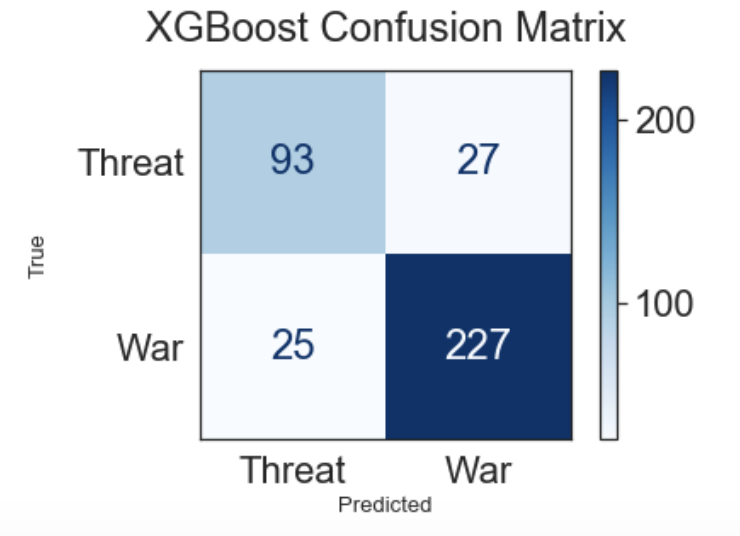 XGBoost Confusion Matrix
200
Threat 93 27
True
100
War 25 227
Threat War
Predicted